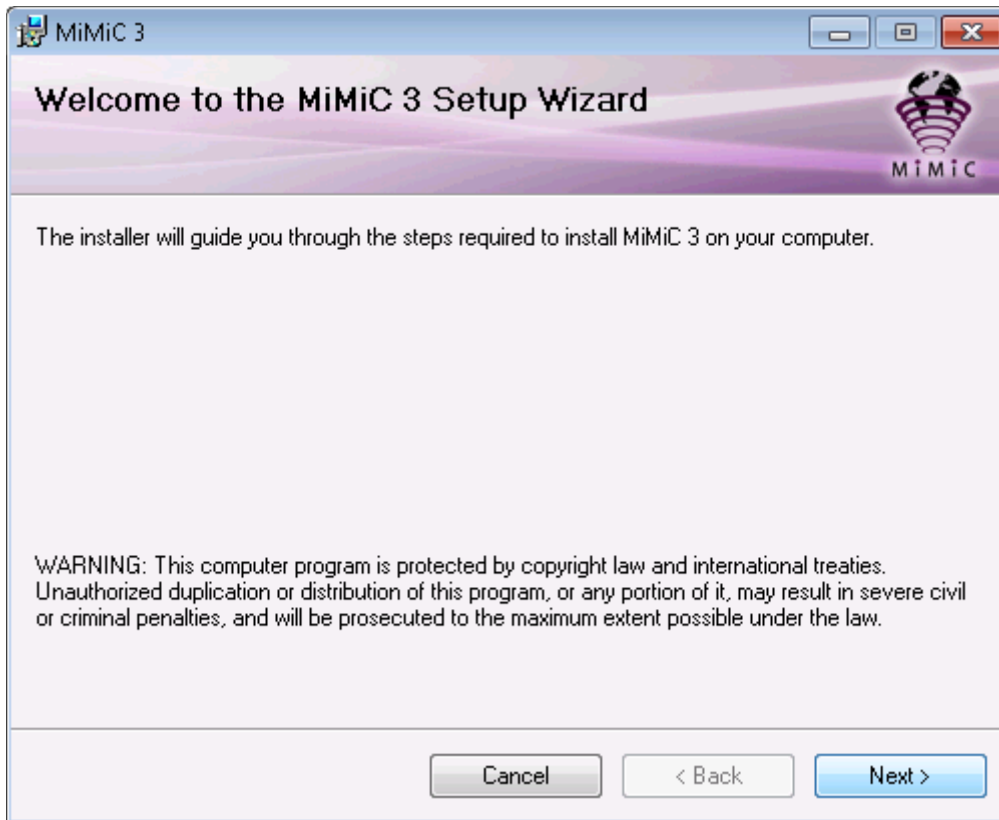 MiMiC 3
Welcome to the MiMiC 3 Setup Wizard
MiMiC
The installer will guide you through the steps required to install MiMiC 3 on your computer.
WARNING: This computer program is protected by copyright law and international treaties.
Unauthorized duplication or distribution of this program, or any portion of it, may result in severe civil
or criminal penalties, and will be prosecuted to the maximum extent possible under the law.
Cancel
< Back
Next >